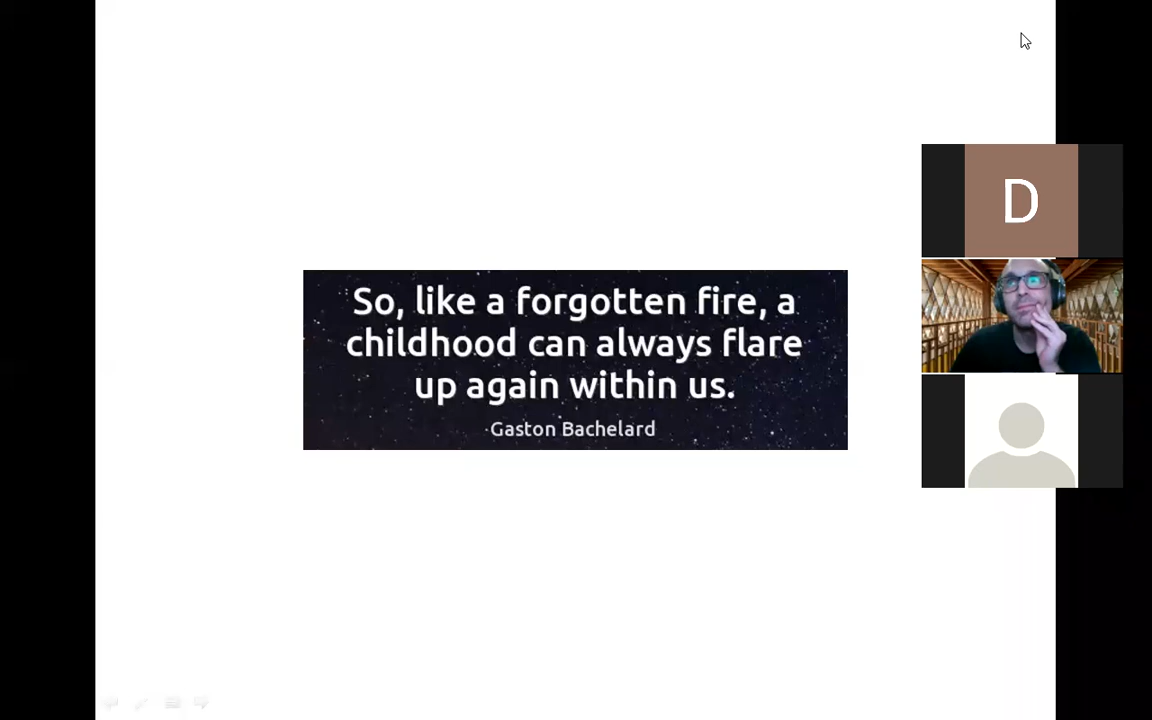 So, like a forgotten fire, a
childhood can always flare
up again within us.
-Gaston Bachelard
D